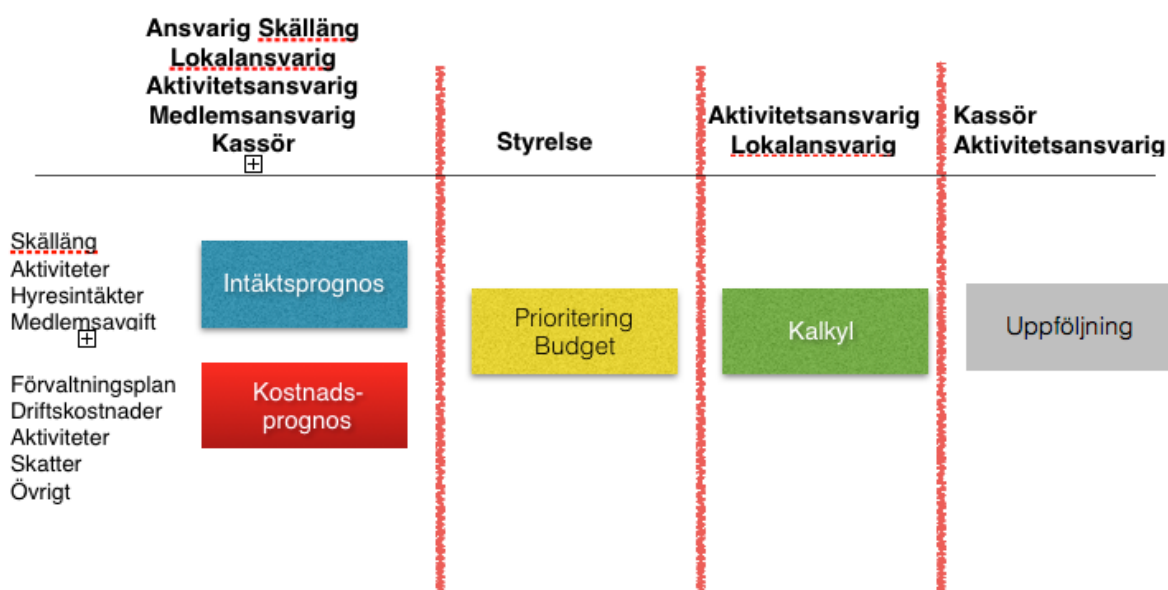 Ansvarig Skälläng
Lokalansvarig
Aktivitetsansvarig
Medlemsansvarig
Kassör
Styrelse
Aktivitetsansvarig
Lokalansvarig
Kassör
Aktivitetsansvarig
Skälläng
Aktiviteter
Hyresintäkter
Medlemsavgift
Intäktsprognos
Förvaltningsplan
Driftskostnader
Aktiviteter
Skatter
Övrigt
Kostnads-
prognos
Prioritering
Budget
Kalkyl
Uppföljning